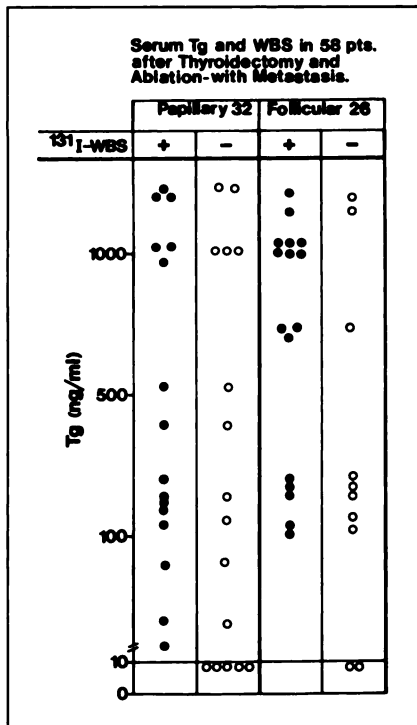 Serum Tg and WBS in 58 pts.
after Thyroidectomy and
Ablation-with Metastasis.
Papillary 32 Follicular 26
131 I-WBS + − + −
1000
500
100
10
0
Tg (ng/ml)